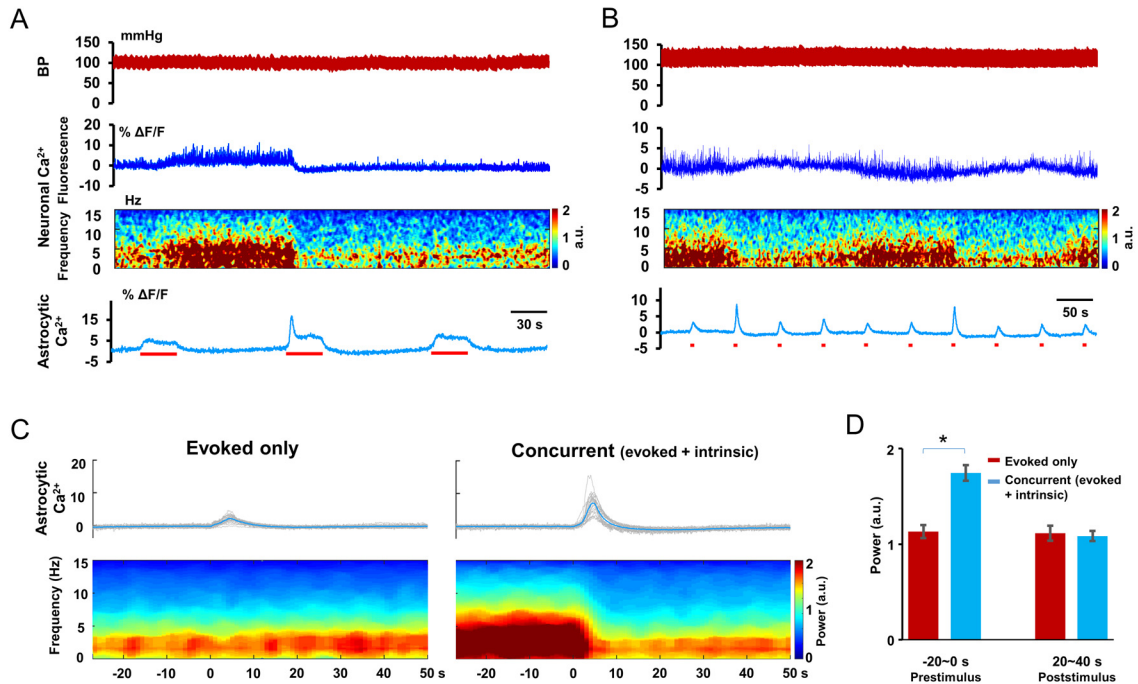 A
B
mmHg
BP
150
100
50
0
150
100
50
0
Neuronal Ca²⁺
Fluorescence
% ΔF/F
20
10
0
-10
10
5
0
-5
Frequency
Hz
15
10
5
0
2
1
0
a.u.
15
10
5
0
2
1
0
a.u.
Astrocytic
Ca²⁺
% ΔF/F
15
5
-5
30 s
10
5
0
-5
50 s
C
Evoked only
Concurrent (evoked + intrinsic)
Astrocytic
Ca²⁺
20
10
0
Frequency (Hz)
15
10
5
0
-20 -10 0 10 20 30 40 50 s
-20 -10 0 10 20 30 40 50 s
2
1
0
Power (a.u.)
D
Power (a.u.)
2
1
0
*
Evoked only
Concurrent (evoked
+ intrinsic)
-20~0 s
Prestimulus
20~40 s
Poststimulus